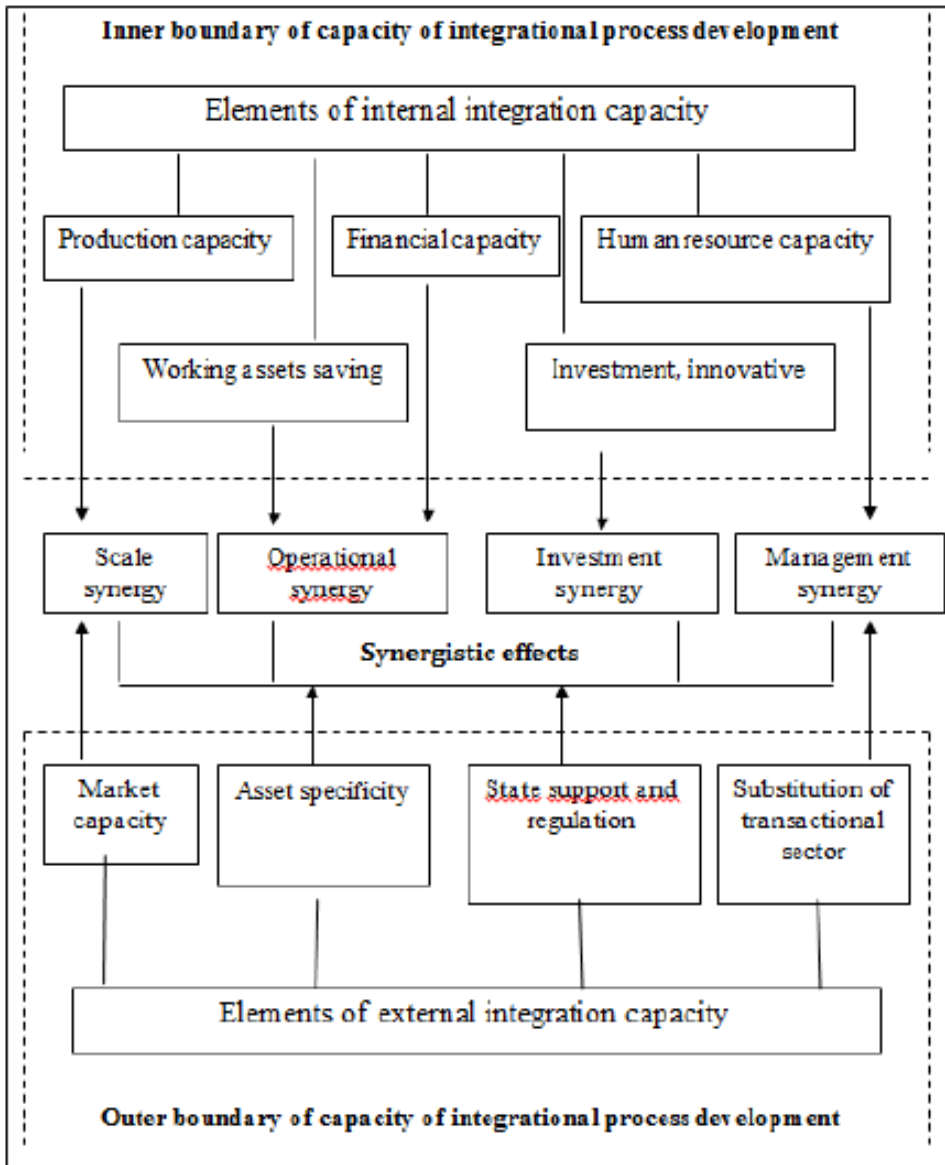 Inner boundary of capacity of integrational process development
Elements of internal integration capacity
Production capacity
Financial capacity
Human resource capacity
Working assets saving
Investment, innovative
Scale
synergy
Operational
synergy
Investment
synergy
Management
synergy
Synergistic effects
Market
capacity
Asset specificity
State support and
regulation
Substitution of
transactional
sector
Elements of external integration capacity
Outer boundary of capacity of integrational process development